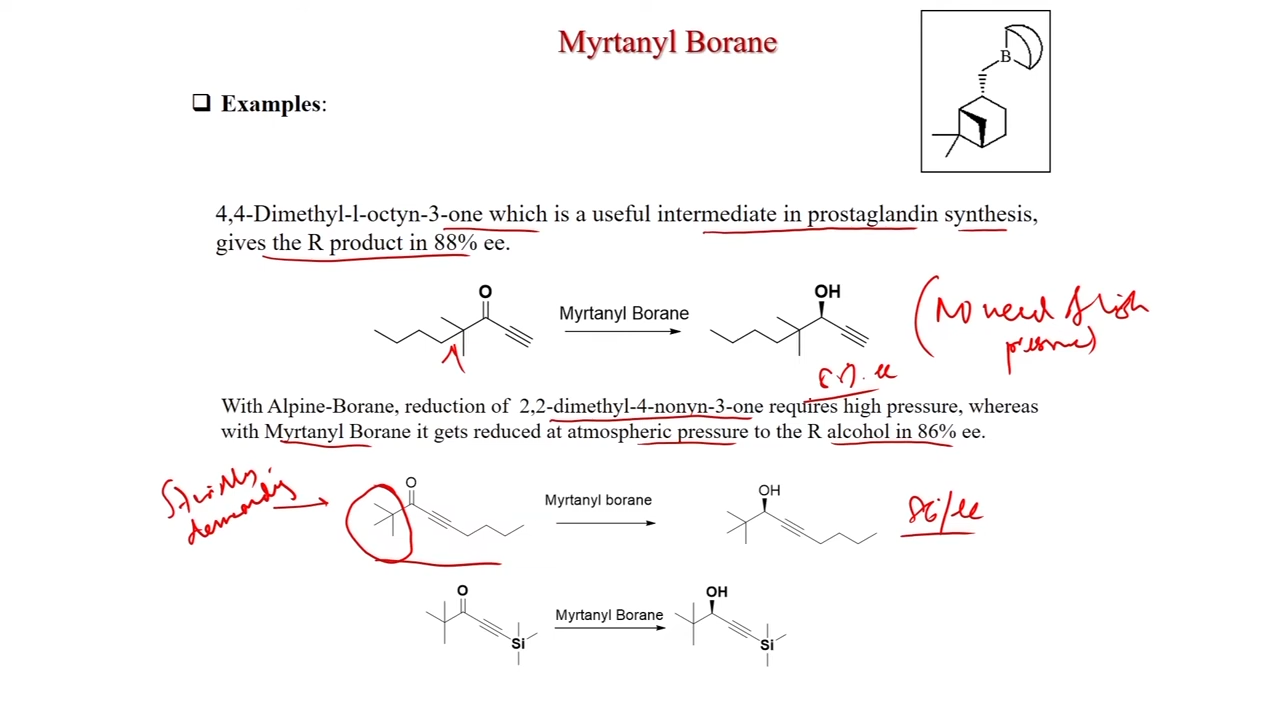 Myrtanyl Borane
B
❑ Examples:
4,4-Dimethyl-l-octyn-3-one which is a useful intermediate in prostaglandin synthesis,
gives the R product in 88% ee.
O
Myrtanyl Borane
OH
(No need of high
pressure)
ee
With Alpine-Borane, reduction of 2,2-dimethyl-4-nonyn-3-one requires high pressure, whereas
with Myrtanyl Borane it gets reduced at atmospheric pressure to the R alcohol in 86% ee.
demanding
O
Myrtanyl borane
OH
86% ee
O
Si
Myrtanyl Borane
OH
Si